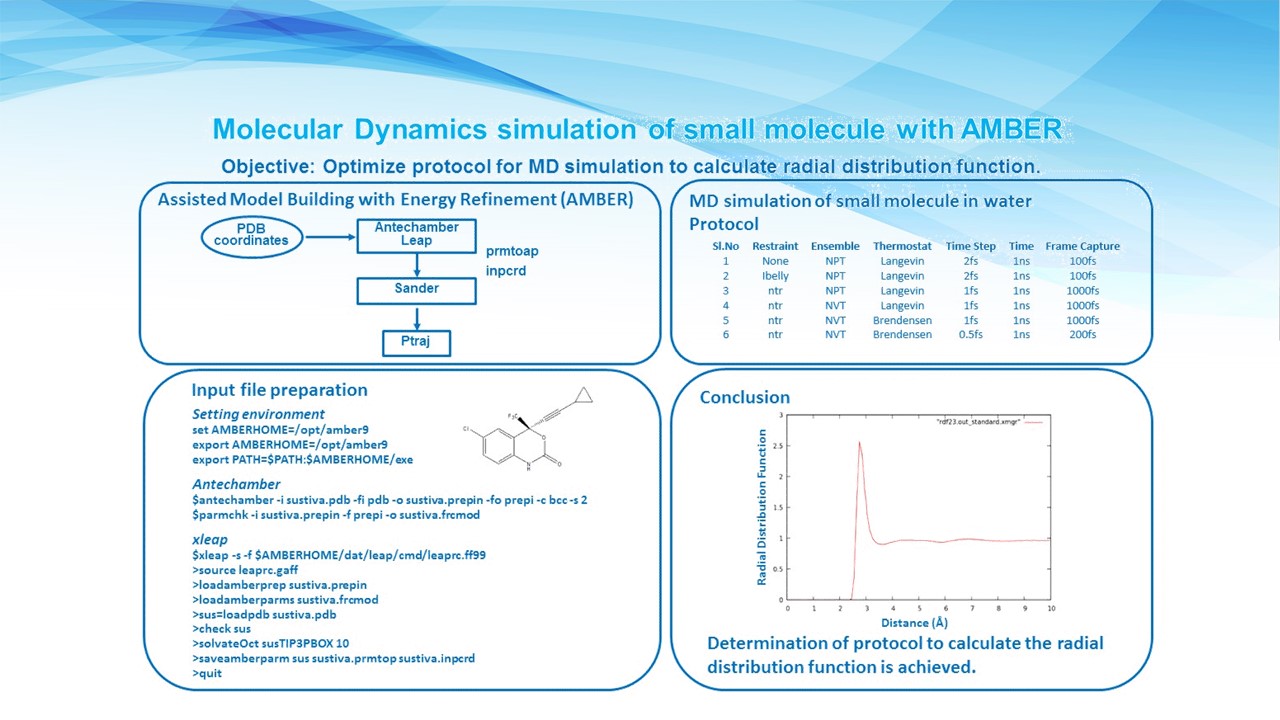 Molecular Dynamics simulation of small molecule with AMBER
Objective: Optimize protocol for MD simulation to calculate radial distribution function.
Assisted Model Building with Energy Refinement (AMBER)
PDB
coordinates
Antechamber
Leap
prmtoap
inpcrd
Sander
Ptraj
MD simulation of small molecule in water
Protocol
Sl.No Restraint Ensemble Thermostat Time Step Time Frame Capture
1 None NPT Langevin 2fs 1ns 100fs
2 Ibelly NPT Langevin 2fs 1ns 100fs
3 ntr NPT Langevin 1fs 1ns 1000fs
4 ntr NVT Langevin 1fs 1ns 1000fs
5 ntr NVT Brendensen 1fs 1ns 1000fs
6 ntr NVT Brendensen 0.5fs 1ns 200fs
Input file preparation
Setting environment
set AMBERHOME=/opt/amber9
export AMBERHOME=/opt/amber9
export PATH=$PATH:$AMBERHOME/exe
Antechamber
$antechamber -i sustiva.pdb -fi pdb -o sustiva.prepin -fo prepi -c bcc -s 2
$parmchk -i sustiva.prepin -f prepi -o sustiva.frcmod
xleap
$xleap -s -f $AMBERHOME/dat/leap/cmd/leaprc.ff99
>source leaprc.gaff
>loadamberprep sustiva.prepin
>loadamberparms sustiva.frcmod
>sus=loadpdb sustiva.pdb
>check sus
>solvateOct susTIP3PBOX 10
>saveamberparm sus sustiva.prmtop sustiva.inpcrd
>quit
F₃C
Cl
O
N
H
O
Conclusion
"rdf23.out_standard.xmgr"
Radial Distribution Function
3
2.5
2
1.5
1
0.5
0
0 1 2 3 4 5 6 7 8 9 10
Distance (Å)
Determination of protocol to calculate the radial
distribution function is achieved.